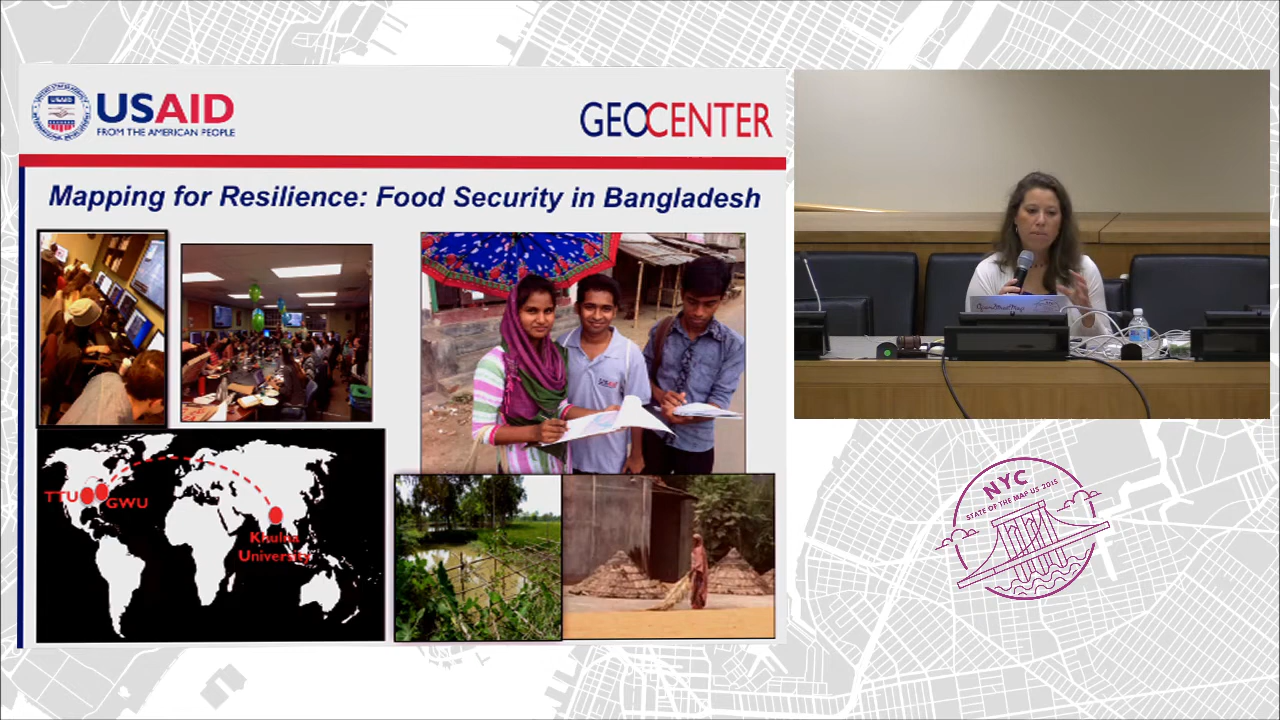 USAID
FROM THE AMERICAN PEOPLE
GEOCENTER
Mapping for Resilience: Food Security in Bangladesh
TTU
GWU
Khulna
University
NYC
STATE OF THE MAP US 2015